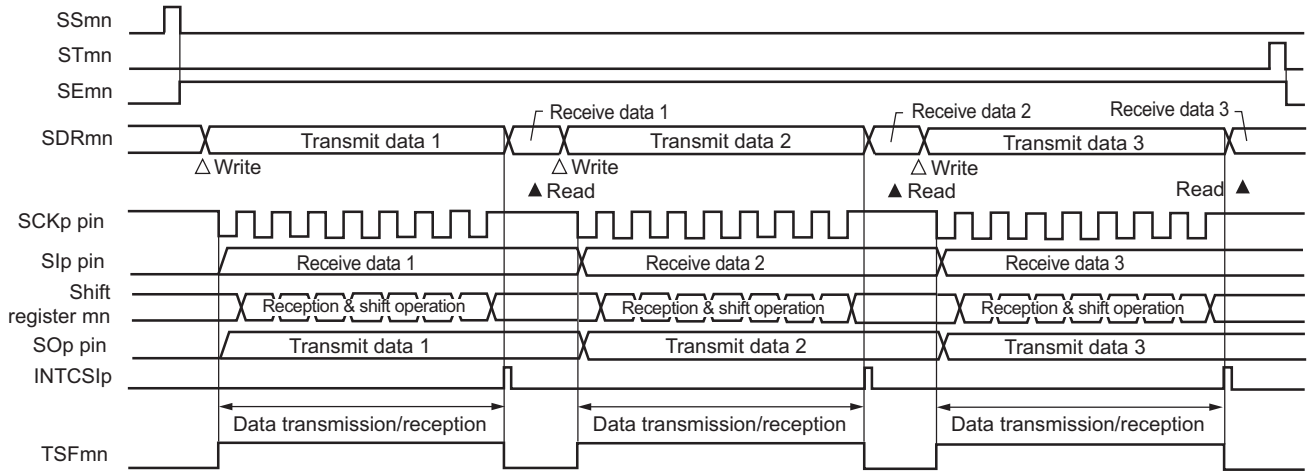 SSmn
STmn
SEmn
Receive data 1 Receive data 2 Receive data 3
SDRmn Transmit data 1 Transmit data 2 Transmit data 3
△ Write △ Write △ Write
▲ Read ▲ Read Read ▲
SCKp pin
SIp pin Receive data 1 Receive data 2 Receive data 3
Shift
register mn Reception & shift operation Reception & shift operation Reception & shift operation
SOp pin Transmit data 1 Transmit data 2 Transmit data 3
INTCSIp
Data transmission/reception Data transmission/reception Data transmission/reception
TSFmn